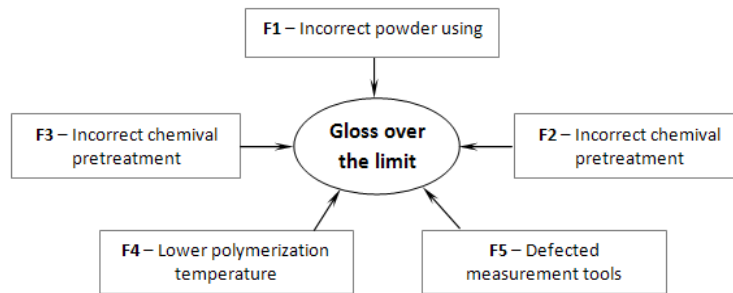 F1 – Incorrect powder using
Gloss over
the limit
F3 – Incorrect chemival
pretreatment
F2 – Incorrect chemival
pretreatment
F4 – Lower polymerization
temperature
F5 – Defected
measurement tools